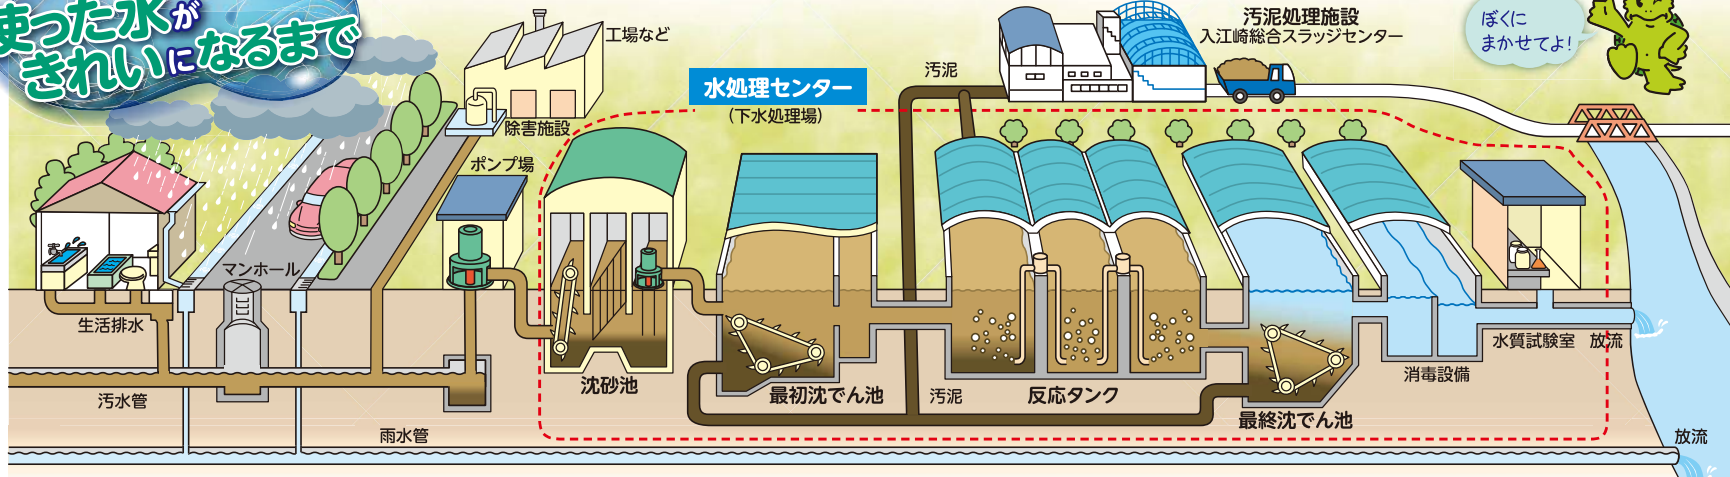 使った水が
きれいになるまで
工場など
除害施設
ポンプ場
水処理センター
(下水処理場)
汚泥
汚泥処理施設
入江崎総合スラッジセンター
ぼくに
まかせてよ!
マンホール
生活排水
汚水管
雨水管
沈砂池
最初沈でん池
汚泥
反応タンク
最終沈でん池
消毒設備
水質試験室
放流
放流